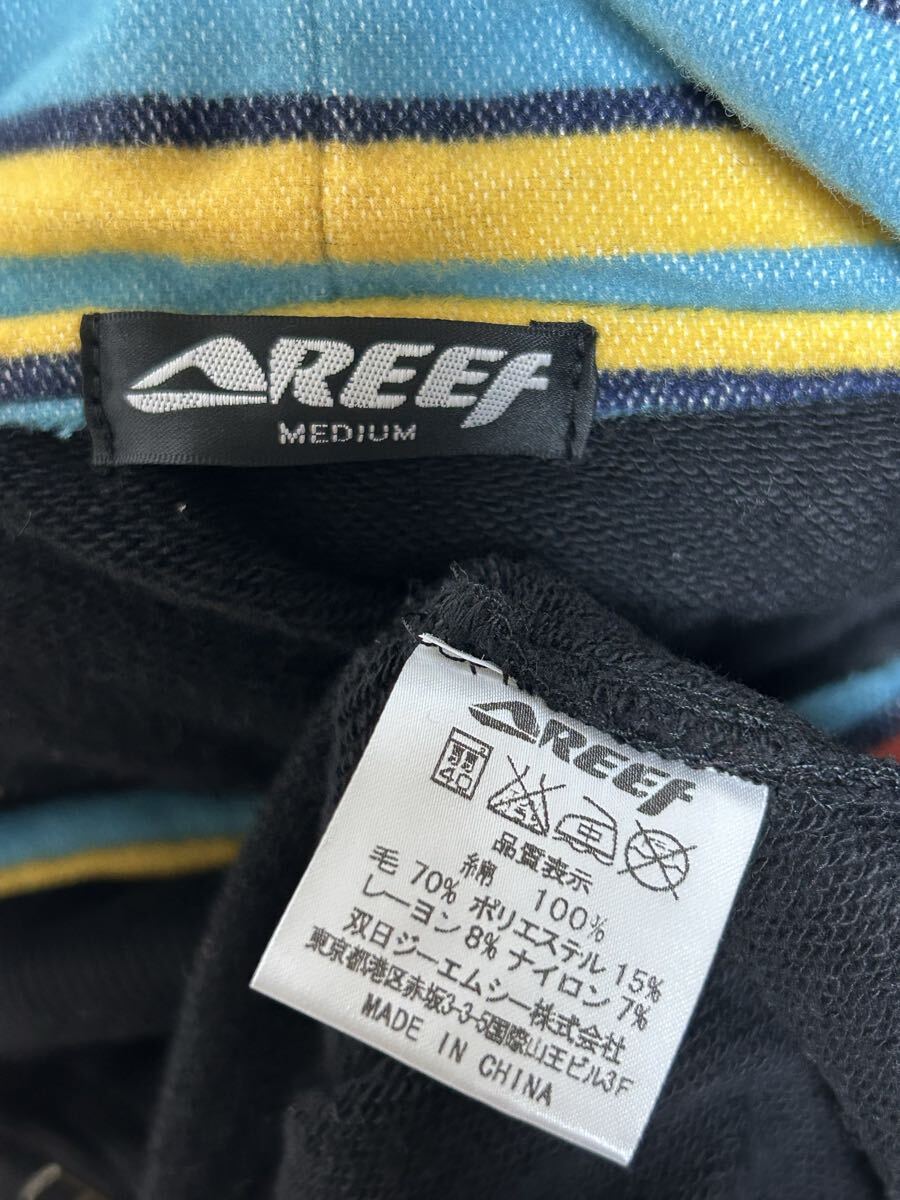 REEF
MEDIUM
REEF
40
品質表示
綿 100%
毛 70% ポリエステル 15%
レーヨン 8% ナイロン 7%
双日ジーエムシー株式会社
東京都港区赤坂3-3-5国際山王ビル3F
MADE IN CHINA